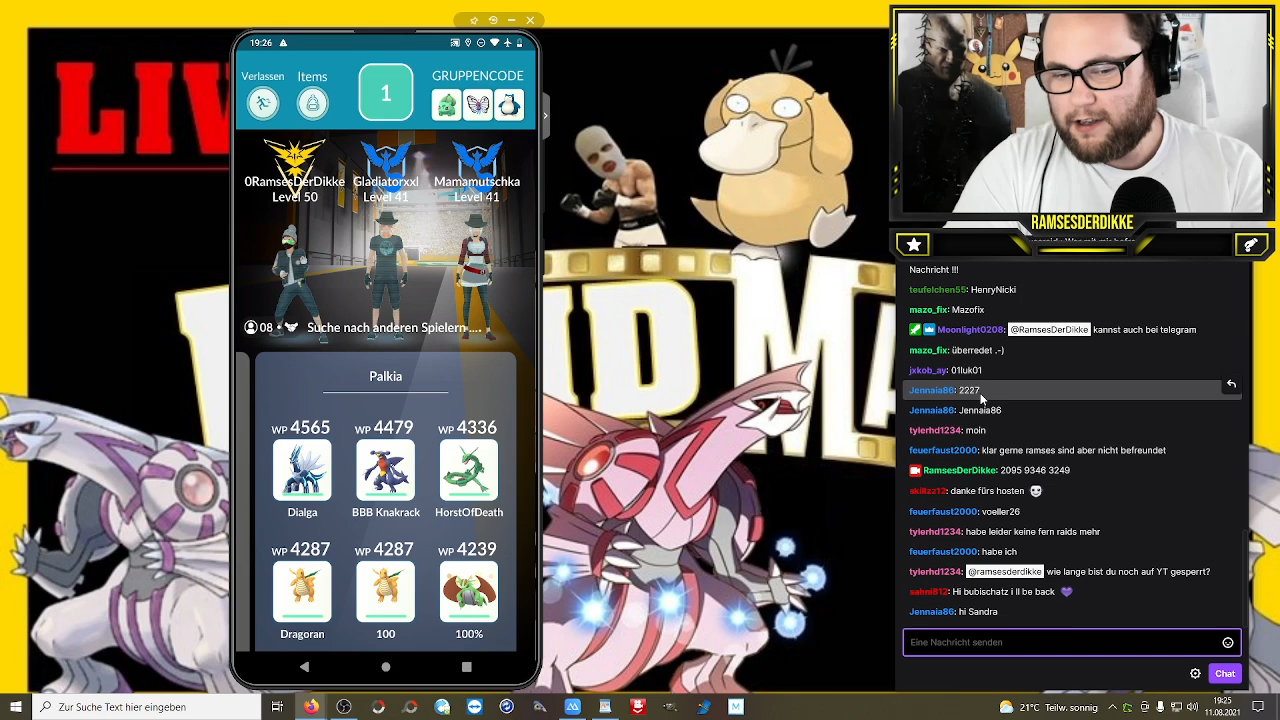 LIV
19:26
Verlassen
Items
1
GRUPPENCODE
0RamsesDerDikke
Level 50
Gladiatorxxl
Level 41
Mamamutschka
Level 41
08
Suche nach anderen Spielern....
Palkia
WP 4565
WP 4479
WP 4336
Dialga
BBB Knakrack
HorstOfDeath
WP 4287
WP 4287
WP 4239
Dragoran
100
100%
RAMSESDERDIKKE
Nachricht !!!
teufelchen55: HenryNicki
mazo_fix: Mazofix
Moonlight0208: @RamsesDerDikke kannst auch bei telegram
mazo_fix: überredet .-)
jxkob_ay: 01luk01
Jennaia86: 2227
Jennaia86: Jennaia86
tylerhd1234: moin
feuerfaust2000: klar gerne ramses sind aber nicht befreundet
RamsesDerDikke: 2095 9346 3249
skillzz12: danke fürs hosten
feuerfaust2000: voeller26
tylerhd1234: habe leider keine fern raids mehr
feuerfaust2000: habe ich
tylerhd1234: @ramsesderdikke wie lange bist du noch auf YT gesperrt?
sahni812: Hi bubischatz i ll be back
Jennaia86: hi Sandra
Eine Nachricht senden
Chat
Zur Suche Text hier eingeben
19:25
11.08.2021